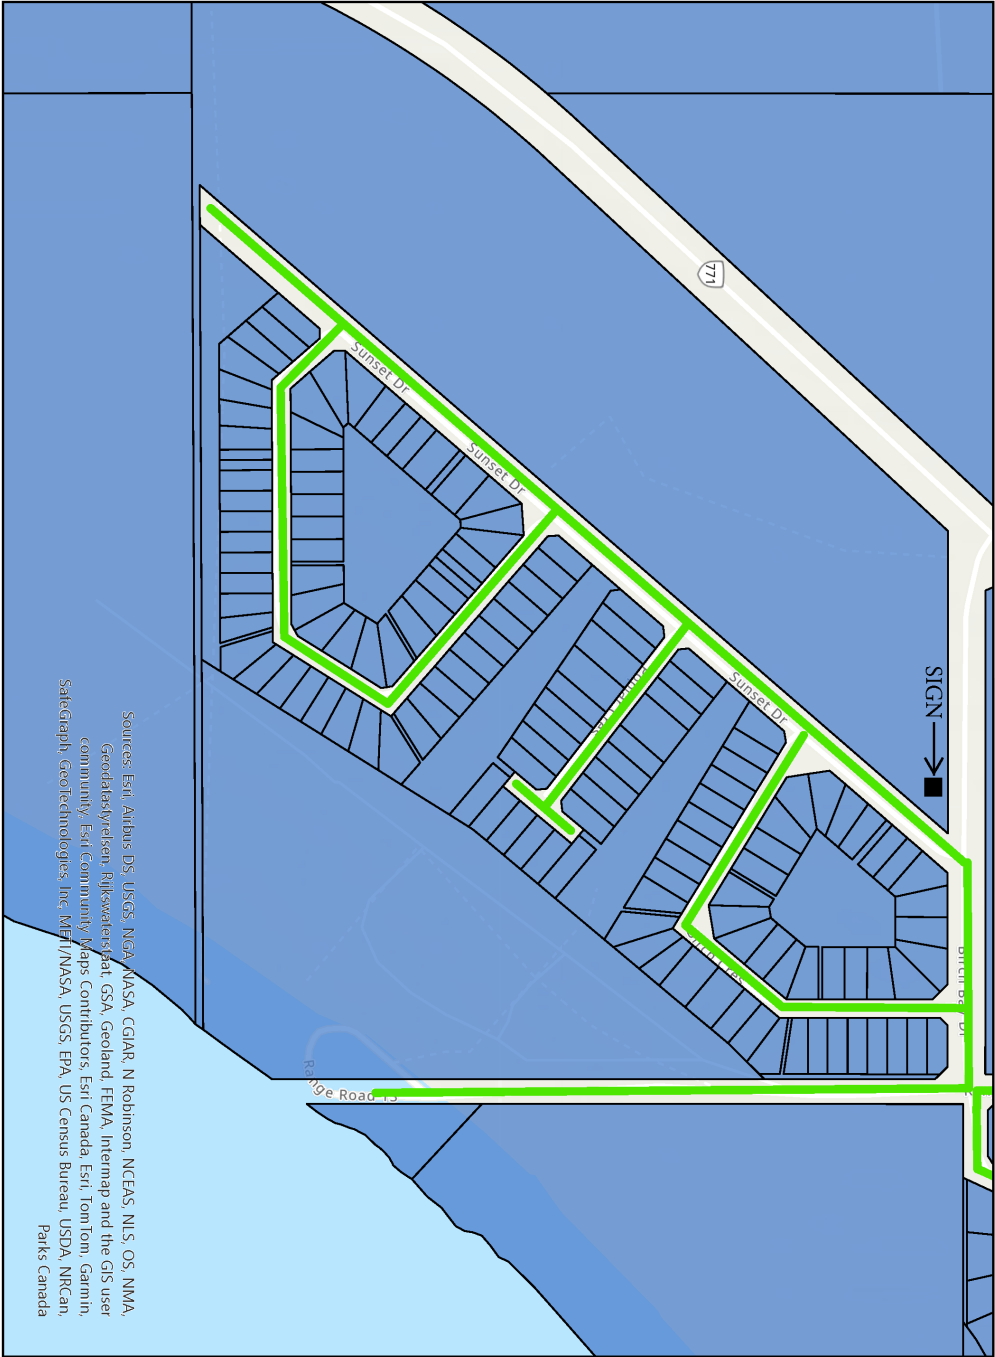 771
Sunset Dr
Sunset Dr
Sunset Dr
SIGN
Birch Bay Dr
Range Road 15
Sources: Esri, Airbus DS, USGS, NGA, NASA, CGIAR, N Robinson, NCEAS, NLS, OS, NMA,
Geodatastyrelsen, Rijkswaterstaat, GSA, Geoland, FEMA, Intermap and the GIS user
community, Esri Community Maps Contributors, Esri Canada, Esri, TomTom, Garmin,
SafeGraph, GeoTechnologies, Inc, METI/NASA, USGS, EPA, US Census Bureau, USDA, NRCan,
Parks Canada